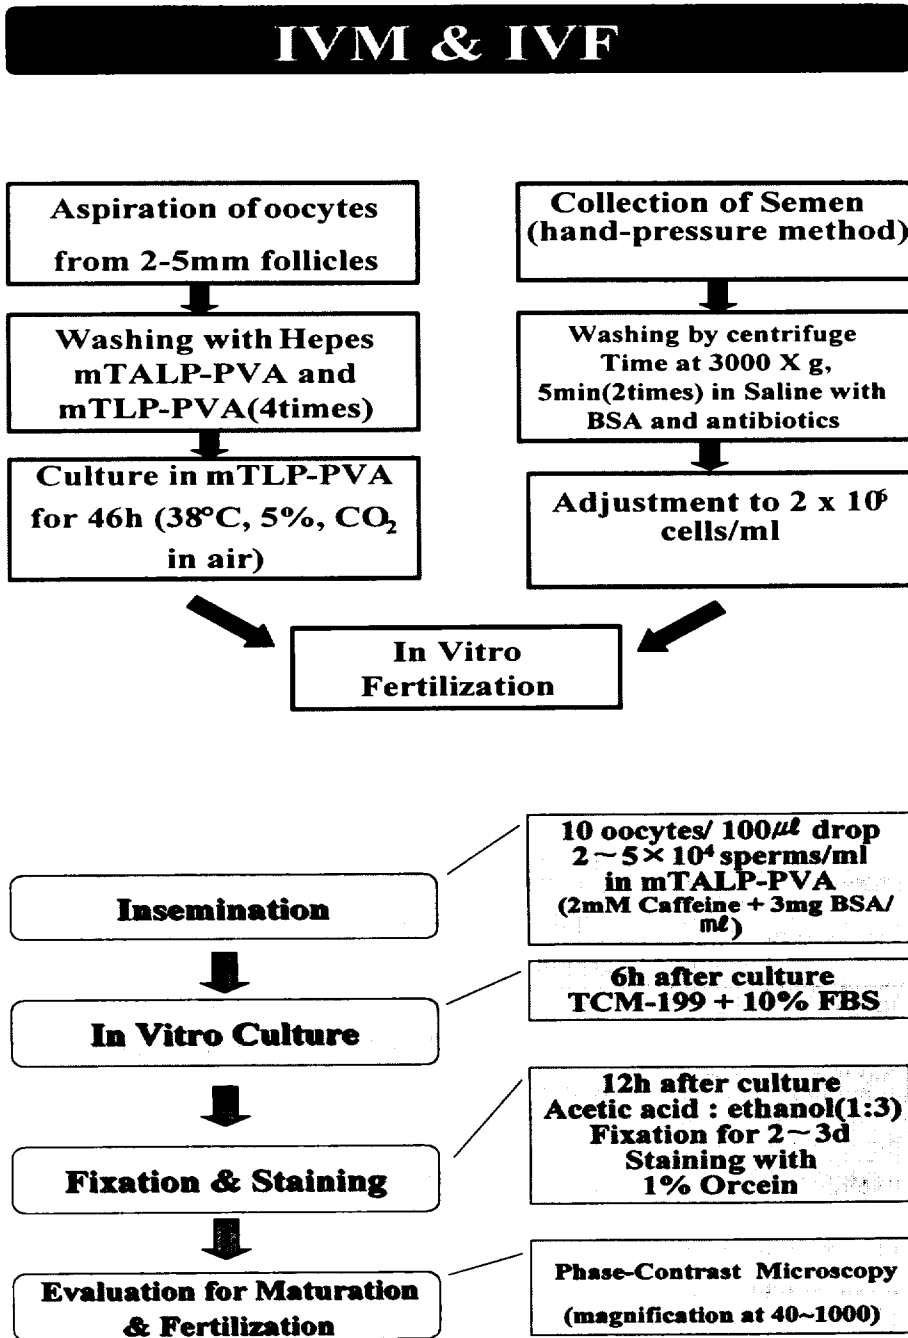 IVM & IVF
Aspiration of oocytes
from 2-5mm follicles
Washing with Hepes
mTALP-PVA and
mTLP-PVA(4times)
Culture in mTLP-PVA
for 46h (38°C, 5%, CO₂
in air)
Collection of Semen
(hand-pressure method)
Washing by centrifuge
Time at 3000 X g,
5min(2times) in Saline with
BSA and antibiotics
Adjustment to 2 x 10⁶
cells/ml
In Vitro
Fertilization
Insemination
10 oocytes/ 100㎕ drop
2~5×10⁴ sperms/ml
in mTALP-PVA
(2mM Caffeine + 3mg BSA/
㎖)
In Vitro Culture
6h after culture
TCM-199 + 10% FBS
Fixation & Staining
12h after culture
Acetic acid : ethanol(1:3)
Fixation for 2~3d
Staining with
1% Orcein
Evaluation for Maturation
& Fertilization
Phase-Contrast Microscopy
(magnification at 40~1000)